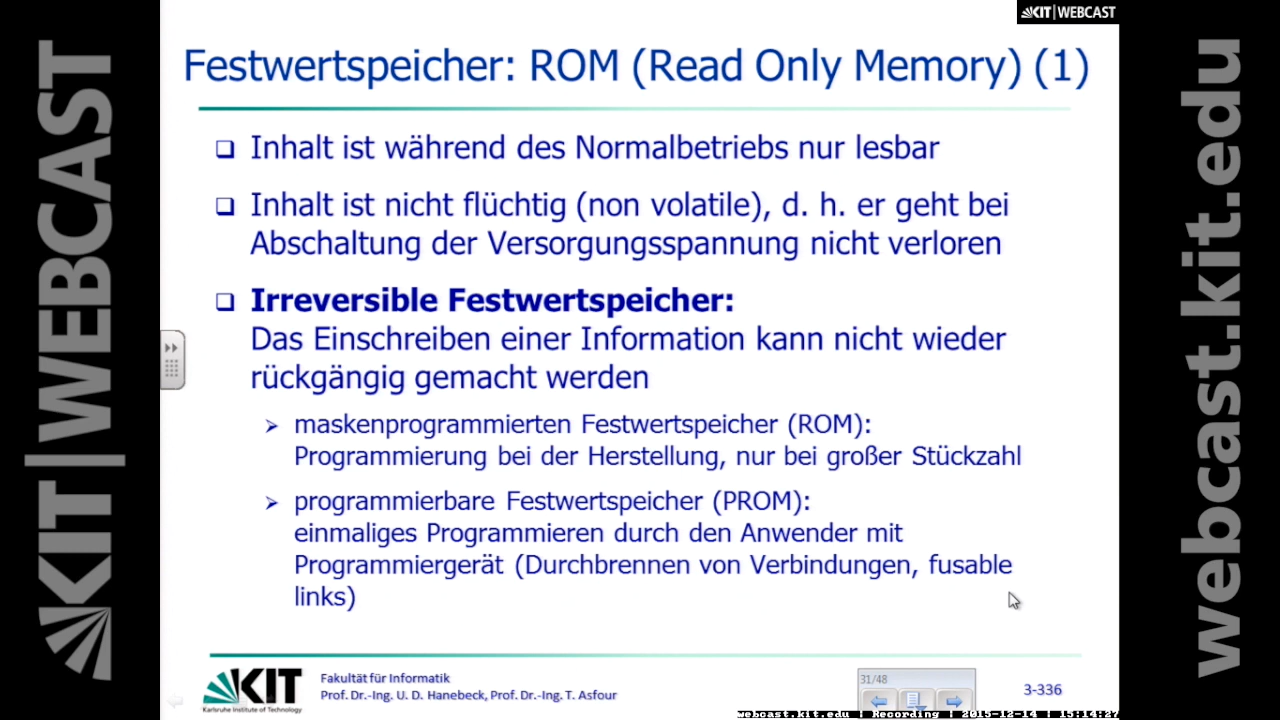 KIT|WEBCAST
KIT|WEBCAST
webcast.kit.edu
Festwertspeicher: ROM (Read Only Memory) (1)
Inhalt ist während des Normalbetriebs nur lesbar
Inhalt ist nicht flüchtig (non volatile), d. h. er geht bei
Abschaltung der Versorgungsspannung nicht verloren
Irreversible Festwertspeicher:
Das Einschreiben einer Information kann nicht wieder
rückgängig gemacht werden
maskenprogrammierten Festwertspeicher (ROM):
Programmierung bei der Herstellung, nur bei großer Stückzahl
programmierbare Festwertspeicher (PROM):
einmaliges Programmieren durch den Anwender mit
Programmiergerät (Durchbrennen von Verbindungen, fusable
links)
KIT
Karlsruhe Institute of Technology
Fakultät für Informatik
Prof. Dr.-Ing. U. D. Hanebeck, Prof. Dr.-Ing. T. Asfour
31/48
3-336
webcast.kit.edu | Recording | 2015-12-14 | 15:14:27